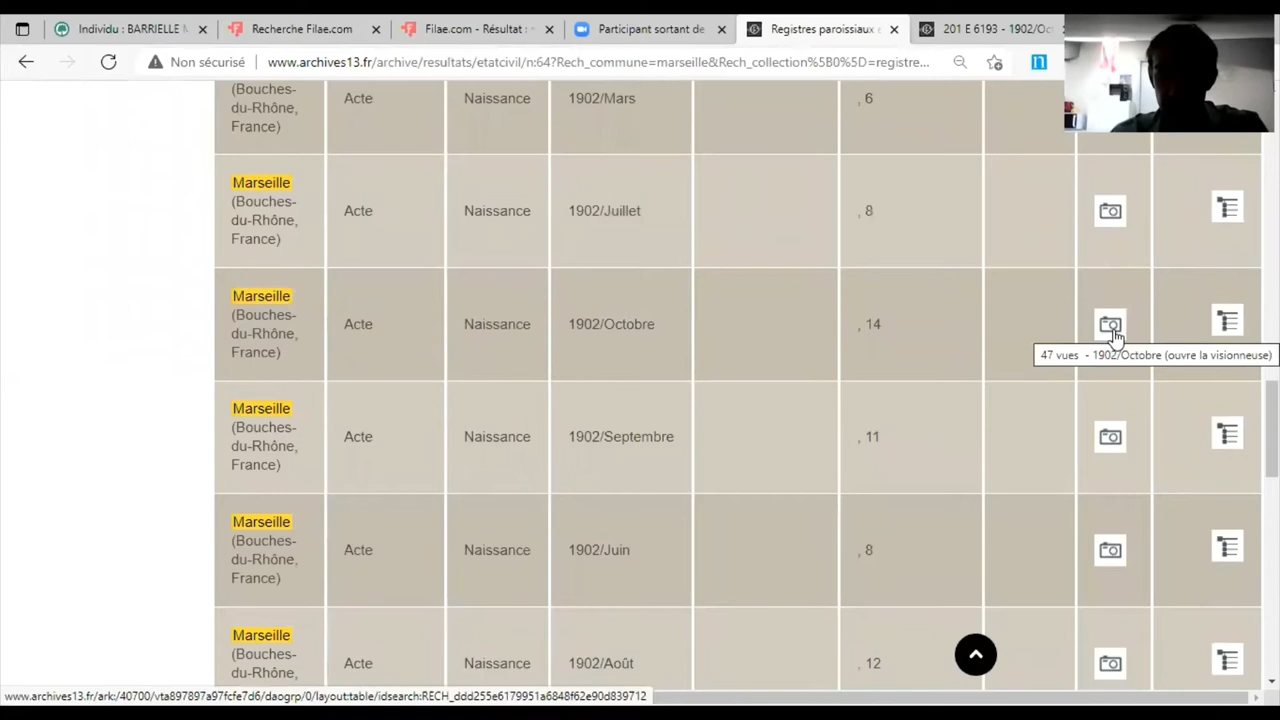 Individu : BARRIELLE M
Recherche Filae.com
Filae.com - Résultat :
Participant sortant de
Registres paroissiaux e
201 E 6193 - 1902/Oc
Non sécurisé
www.archives13.fr/archive/resultats/etatcivil/n:64?Rech_commune=marseille&Rech_collection%5B0%5D=registre...
n
(Bouches-
du-Rhône,
France)
Acte
Naissance
1902/Mars
, 6
Marseille
(Bouches-
du-Rhône,
France)
Acte
Naissance
1902/Juillet
, 8
Marseille
(Bouches-
du-Rhône,
France)
Acte
Naissance
1902/Octobre
, 14
47 vues - 1902/Octobre (ouvre la visionneuse)
Marseille
(Bouches-
du-Rhône,
France)
Acte
Naissance
1902/Septembre
, 11
Marseille
(Bouches-
du-Rhône,
France)
Acte
Naissance
1902/Juin
, 8
Marseille
(Bouches-
du-Rhône,
Acte
Naissance
1902/Août
, 12
www.archives13.fr/ark:/40700/vta897897a97fcfe7d6/daogrp/0/layout:table/idsearch:RECH_ddd255e6179951a6848f62e90d839712